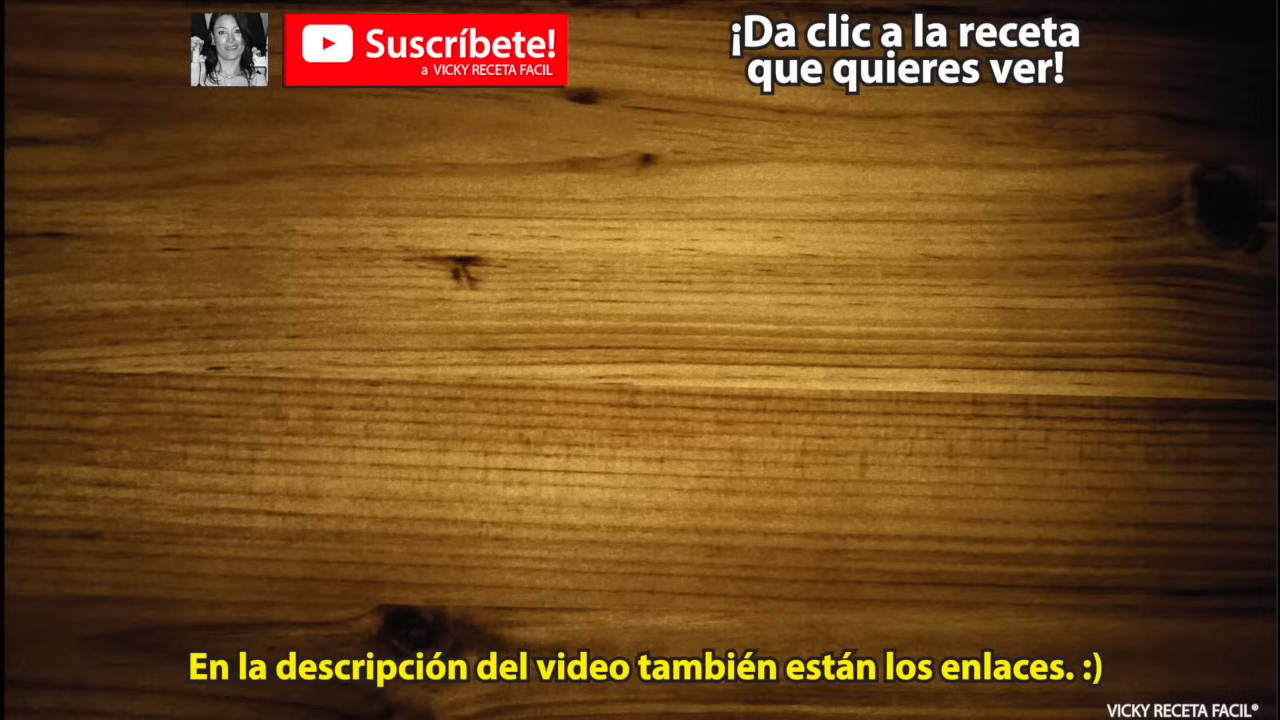 Suscríbete!
a VICKY RECETA FACIL
¡Da clic a la receta
que quieres ver!
En la descripción del video también están los enlaces. :)
VICKY RECETA FACIL®